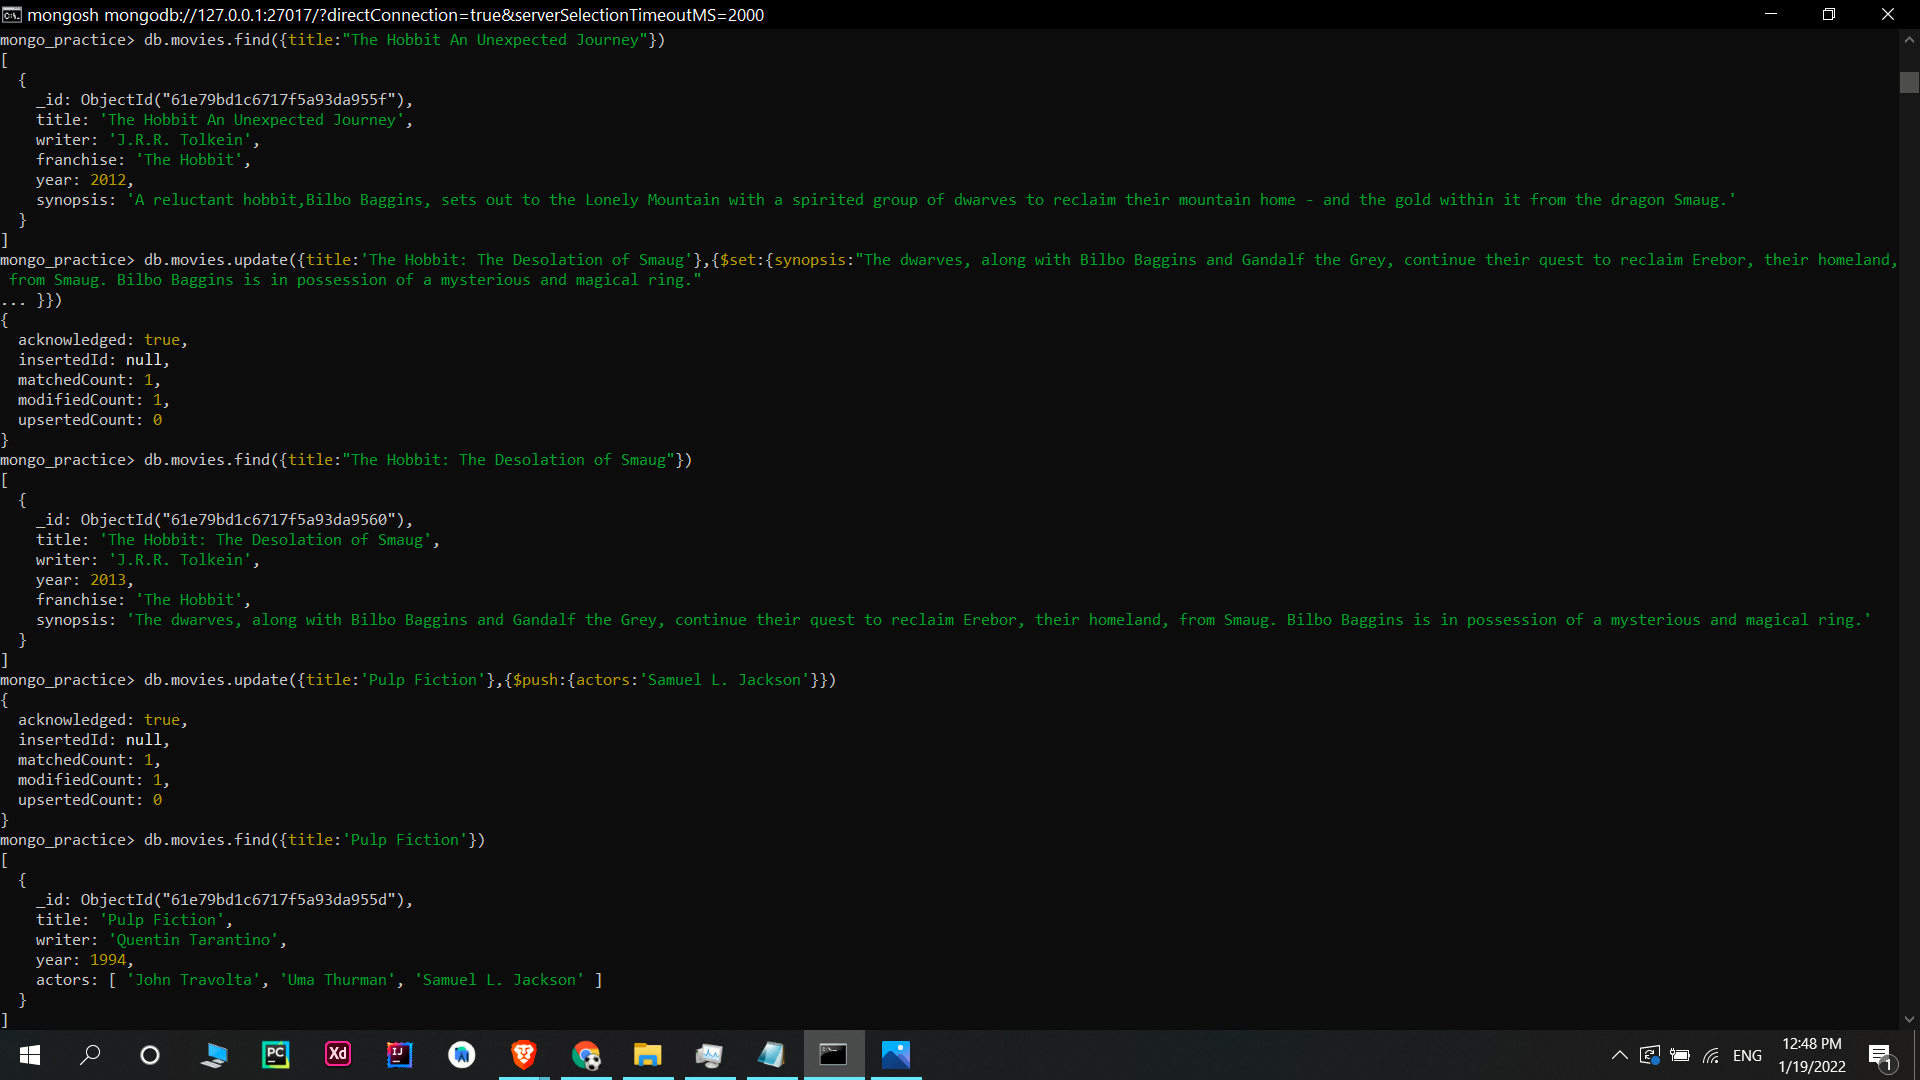 mongosh mongodb://127.0.0.1:27017/?directConnection=true&serverSelectionTimeoutMS=2000
mongo_practice> db.movies.find({title:"The Hobbit An Unexpected Journey"})
[
  {
    _id: ObjectId("61e79bd1c6717f5a93da955f"),
    title: 'The Hobbit An Unexpected Journey',
    writer: 'J.R.R. Tolkein',
    franchise: 'The Hobbit',
    year: 2012,
    synopsis: 'A reluctant hobbit,Bilbo Baggins, sets out to the Lonely Mountain with a spirited group of dwarves to reclaim their mountain home - and the gold within it from the dragon Smaug.'
  }
]
mongo_practice> db.movies.update({title:'The Hobbit: The Desolation of Smaug'},{$set:{synopsis:"The dwarves, along with Bilbo Baggins and Gandalf the Grey, continue their quest to reclaim Erebor, their homeland,
 from Smaug. Bilbo Baggins is in possession of a mysterious and magical ring."
... }})
{
  acknowledged: true,
  insertedId: null,
  matchedCount: 1,
  modifiedCount: 1,
  upsertedCount: 0
}
mongo_practice> db.movies.find({title:"The Hobbit: The Desolation of Smaug"})
[
  {
    _id: ObjectId("61e79bd1c6717f5a93da9560"),
    title: 'The Hobbit: The Desolation of Smaug',
    writer: 'J.R.R. Tolkein',
    year: 2013,
    franchise: 'The Hobbit',
    synopsis: 'The dwarves, along with Bilbo Baggins and Gandalf the Grey, continue their quest to reclaim Erebor, their homeland, from Smaug. Bilbo Baggins is in possession of a mysterious and magical ring.'
  }
]
mongo_practice> db.movies.update({title:'Pulp Fiction'},{$push:{actors:'Samuel L. Jackson'}})
{
  acknowledged: true,
  insertedId: null,
  matchedCount: 1,
  modifiedCount: 1,
  upsertedCount: 0
}
mongo_practice> db.movies.find({title:'Pulp Fiction'})
[
  {
    _id: ObjectId("61e79bd1c6717f5a93da955d"),
    title: 'Pulp Fiction',
    writer: 'Quentin Tarantino',
    year: 1994,
    actors: [ 'John Travolta', 'Uma Thurman', 'Samuel L. Jackson' ]
  }
]
PC
Xd
IJ
ENG
12:48 PM
1/19/2022
1